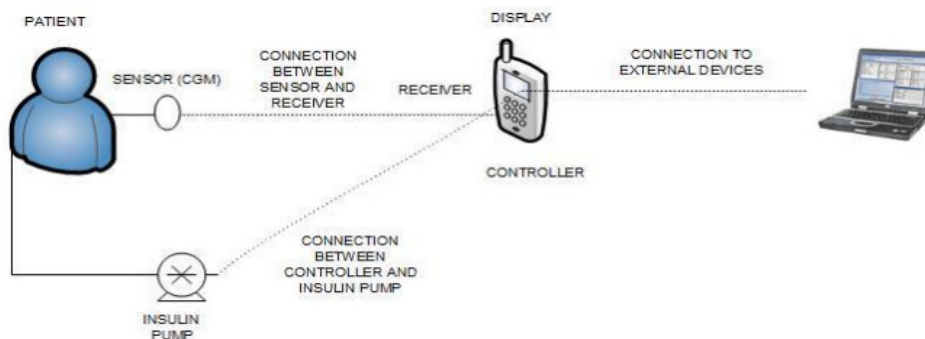 PATIENT
DISPLAY
SENSOR (CGM)
CONNECTION
BETWEEN
SENSOR AND
RECEIVER
RECEIVER
CONNECTION TO
EXTERNAL DEVICES
CONTROLLER
CONNECTION
BETWEEN
CONTROLLER AND
INSULIN PUMP
INSULIN
PUMP